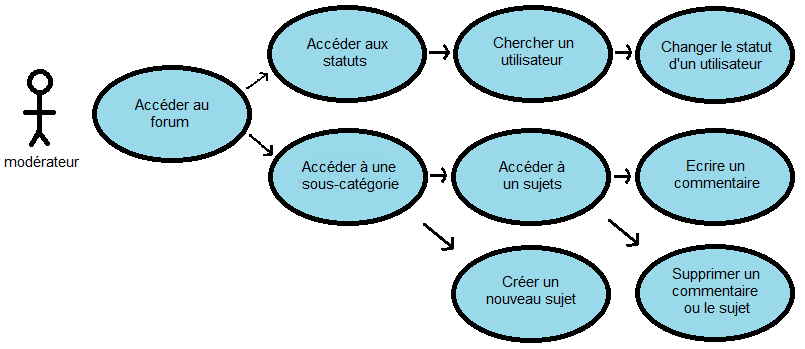 modérateur
Accéder au
forum
Accéder aux
statuts
Chercher un
utilisateur
Changer le statut
d'un utilisateur
Accéder à une
sous-catégorie
Accéder à
un sujets
Ecrire un
commentaire
Créer un
nouveau sujet
Supprimer un
commentaire
ou le sujet